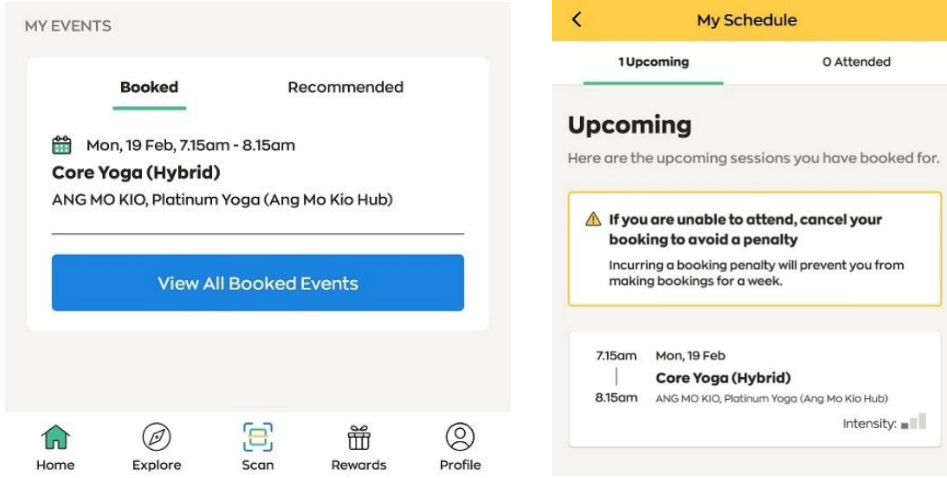 MY EVENTS
Booked Recommended
Mon, 19 Feb, 7.15am - 8.15am
Core Yoga (Hybrid)
ANG MO KIO, Platinum Yoga (Ang Mo Kio Hub)
View All Booked Events
Home Explore Scan Rewards Profile
My Schedule
1 Upcoming 0 Attended
Upcoming
Here are the upcoming sessions you have booked for.
If you are unable to attend, cancel your
booking to avoid a penalty
Incurring a booking penalty will prevent you from
making bookings for a week.
7.15am Mon, 19 Feb
Core Yoga (Hybrid)
8.15am ANG MO KIO, Platinum Yoga (Ang Mo Kio Hub)
Intensity: